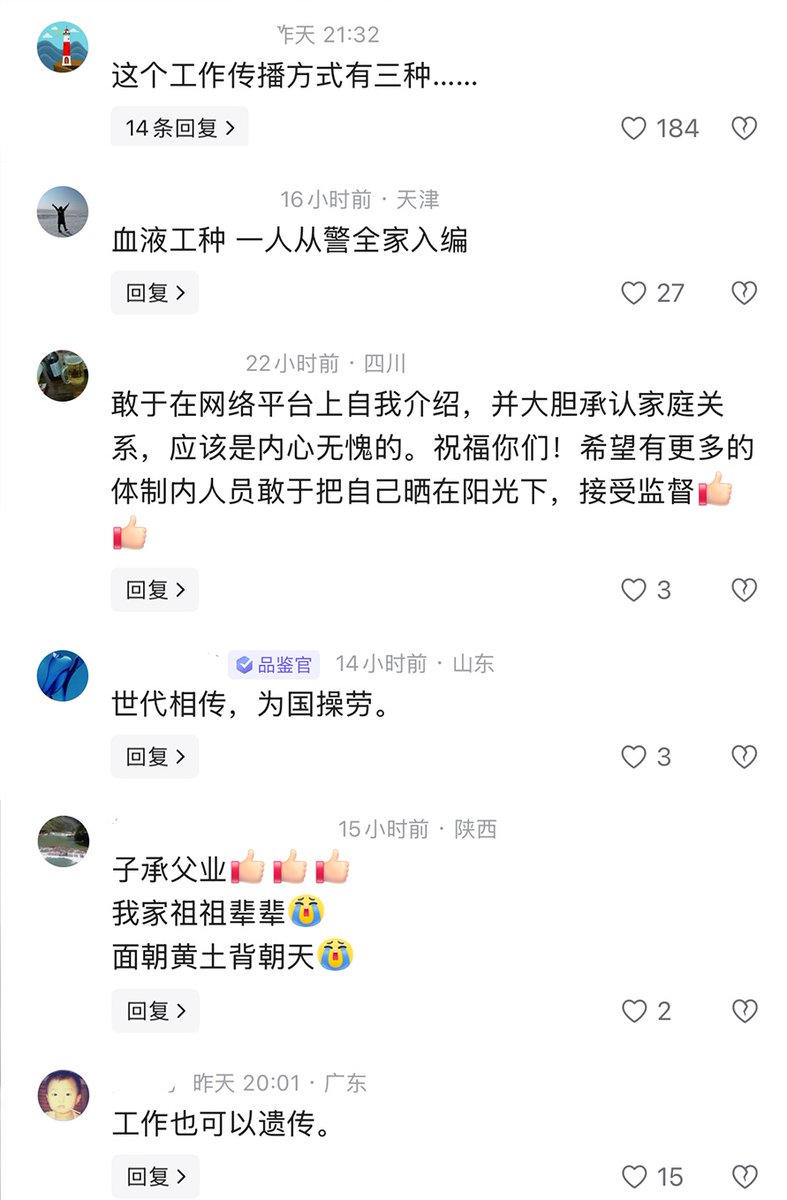 昨天 21:32
这个工作传播方式有三种……
14条回复 >
184
16小时前 · 天津
血液工种 一人从警全家入编
回复 >
27
22小时前 · 四川
敢于在网络平台上自我介绍，并大胆承认家庭关
系，应该是内心无愧的。祝福你们！希望有更多的
体制内人员敢于把自己晒在阳光下，接受监督👍
👍
回复 >
3
品鉴官 14小时前 · 山东
世代相传，为国操劳。
回复 >
3
15小时前 · 陕西
子承父业👍👍👍
我家祖祖辈辈😭
面朝黄土背朝天😭
回复 >
2
昨天 20:01 · 广东
工作也可以遗传。
回复 >
15